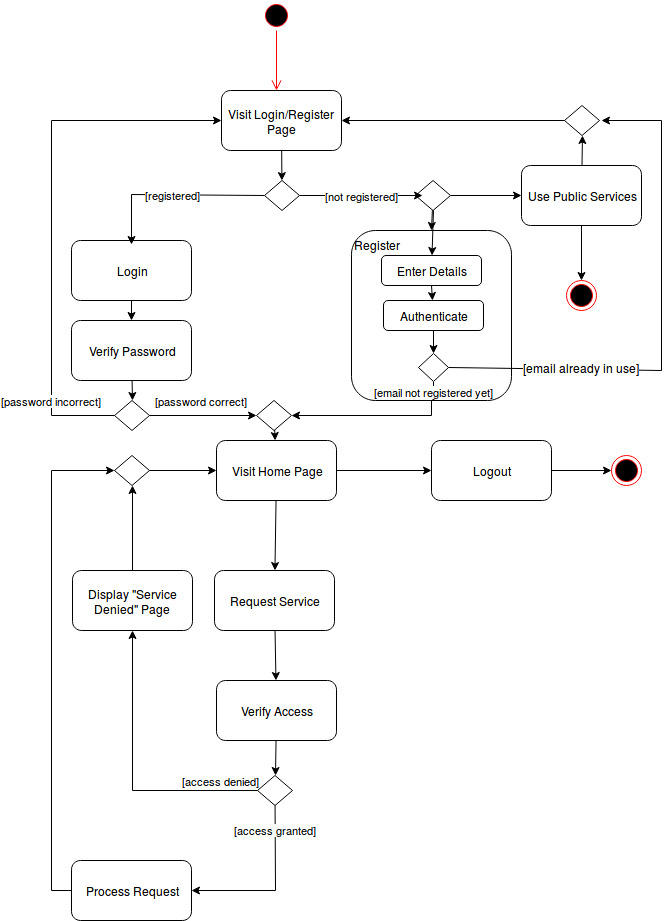 Visit Login/Register
Page
[registered]
[not registered]
Use Public Services
Register
Login
Enter Details
Authenticate
Verify Password
[email already in use]
[email not registered yet]
[password incorrect]
[password correct]
Visit Home Page
Logout
Display "Service
Denied" Page
Request Service
Verify Access
[access denied]
[access granted]
Process Request